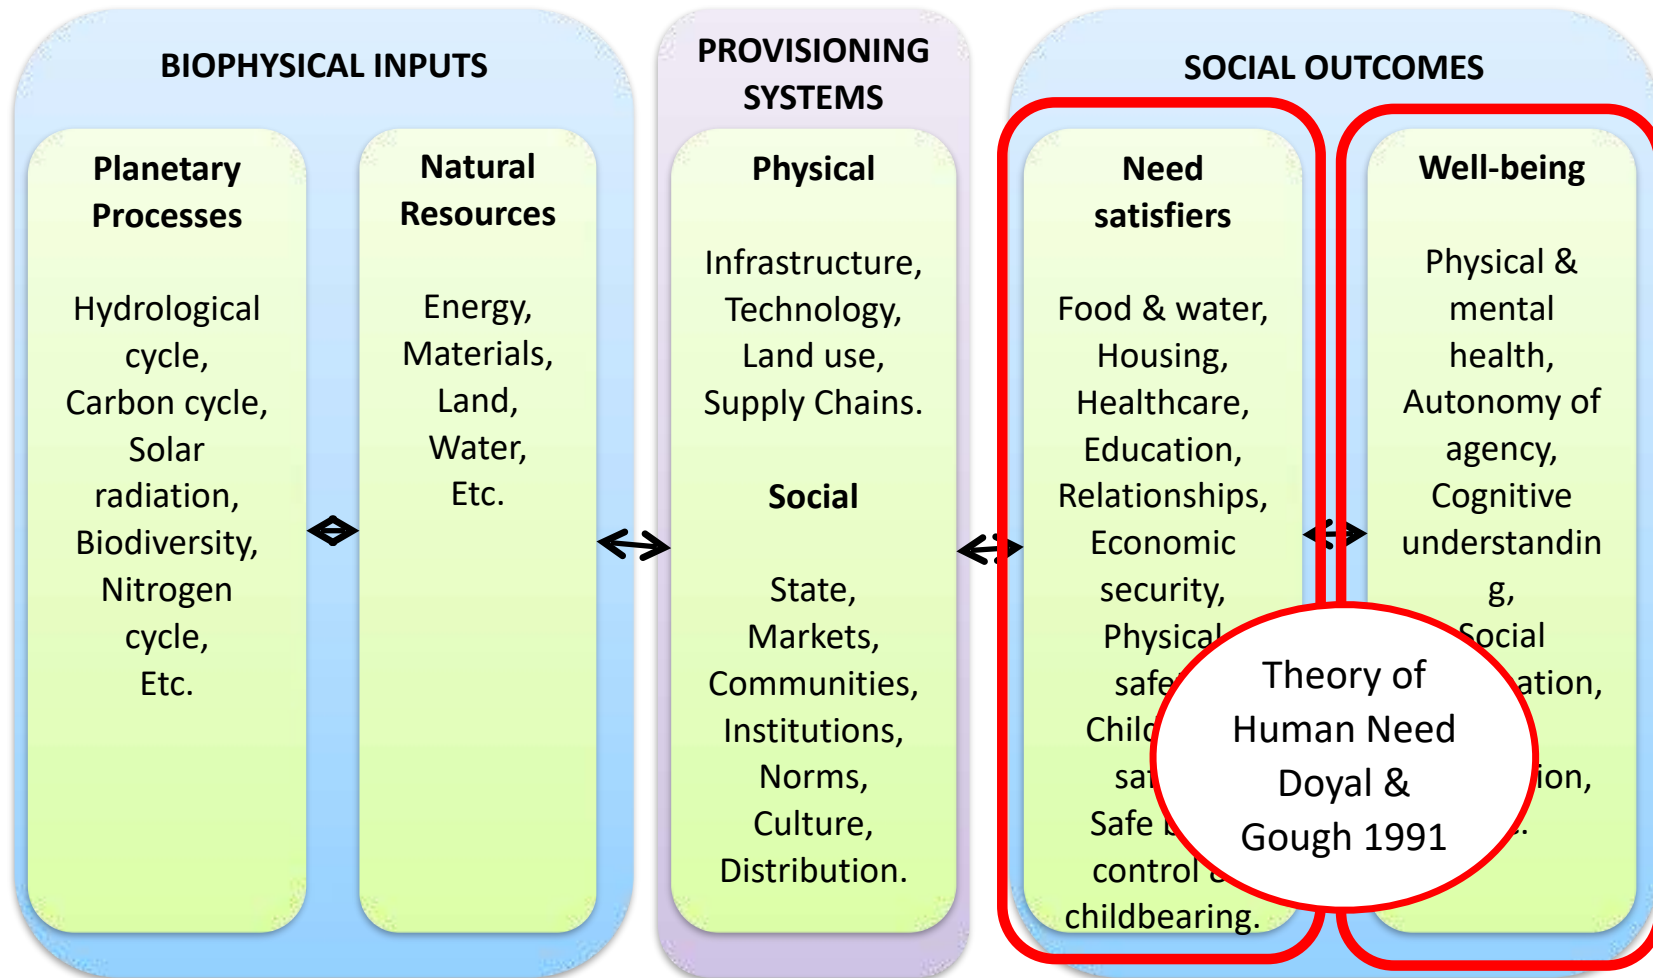 BIOPHYSICAL INPUTS
Planetary
Processes
Hydrological
cycle,
Carbon cycle,
Solar
radiation,
Biodiversity,
Nitrogen
cycle,
Etc.
Natural
Resources
Energy,
Materials,
Land,
Water,
Etc.
PROVISIONING
SYSTEMS
Physical
Infrastructure,
Technology,
Land use,
Supply Chains.
Social
State,
Markets,
Communities,
Institutions,
Norms,
Culture,
Distribution.
SOCIAL OUTCOMES
Need
satisfiers
Food & water,
Housing,
Healthcare,
Education,
Relationships,
Economic
security,
Physical
Safe
control &
childbearing.
Well-being
Physical &
mental
health,
Autonomy of
agency,
Cognitive
understandin
g,
Social
Theory of
Human Need
Doyal &
Gough 1991